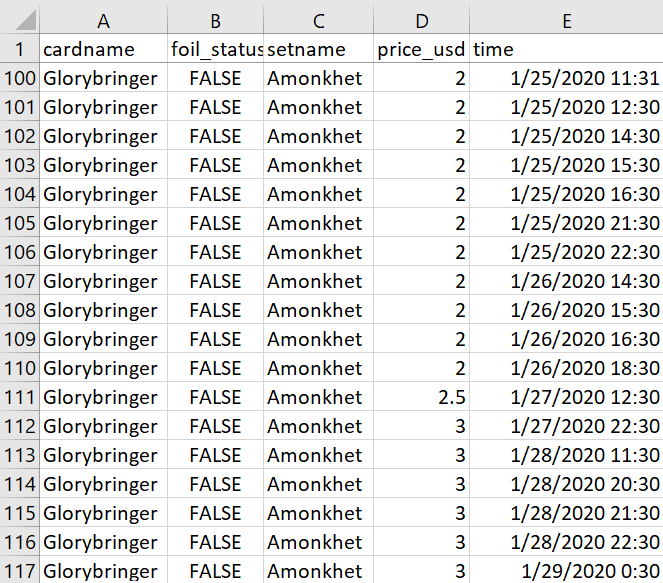 A B C D E
1 cardname foil_status setname price_usd time
100 Glorybringer FALSE Amonkhet 2 1/25/2020 11:31
101 Glorybringer FALSE Amonkhet 2 1/25/2020 12:30
102 Glorybringer FALSE Amonkhet 2 1/25/2020 14:30
103 Glorybringer FALSE Amonkhet 2 1/25/2020 15:30
104 Glorybringer FALSE Amonkhet 2 1/25/2020 16:30
105 Glorybringer FALSE Amonkhet 2 1/25/2020 21:30
106 Glorybringer FALSE Amonkhet 2 1/25/2020 22:30
107 Glorybringer FALSE Amonkhet 2 1/26/2020 14:30
108 Glorybringer FALSE Amonkhet 2 1/26/2020 15:30
109 Glorybringer FALSE Amonkhet 2 1/26/2020 16:30
110 Glorybringer FALSE Amonkhet 2 1/26/2020 18:30
111 Glorybringer FALSE Amonkhet 2.5 1/27/2020 12:30
112 Glorybringer FALSE Amonkhet 3 1/27/2020 22:30
113 Glorybringer FALSE Amonkhet 3 1/28/2020 11:30
114 Glorybringer FALSE Amonkhet 3 1/28/2020 20:30
115 Glorybringer FALSE Amonkhet 3 1/28/2020 21:30
116 Glorybringer FALSE Amonkhet 3 1/28/2020 22:30
117 Glorybringer FALSE Amonkhet 3 1/29/2020 0:30